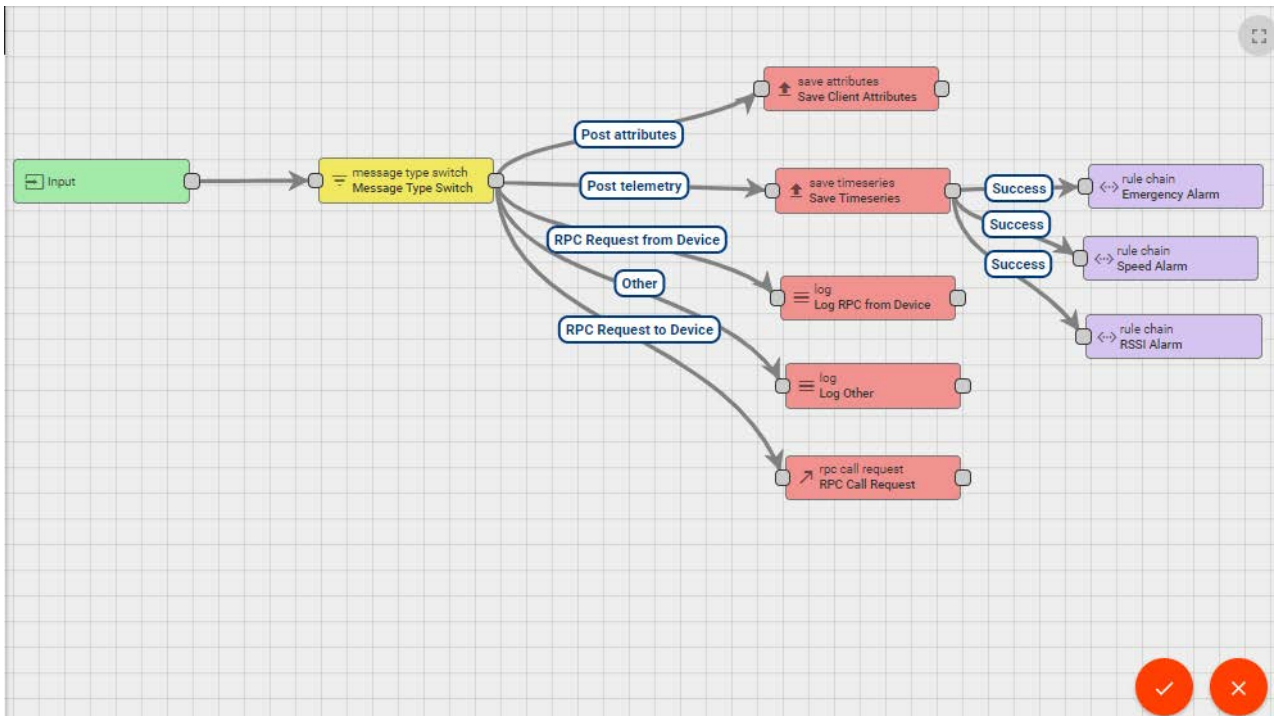 save attributes
Save Client Attributes
Post attributes
Input
message type switch
Message Type Switch
Post telemetry
save timeseries
Save Timeseries
Success
rule chain
Emergency Alarm
Success
RPC Request from Device
rule chain
Speed Alarm
Success
Other
log
Log RPC from Device
RPC Request to Device
rule chain
RSSI Alarm
log
Log Other
rpc call request
RPC Call Request